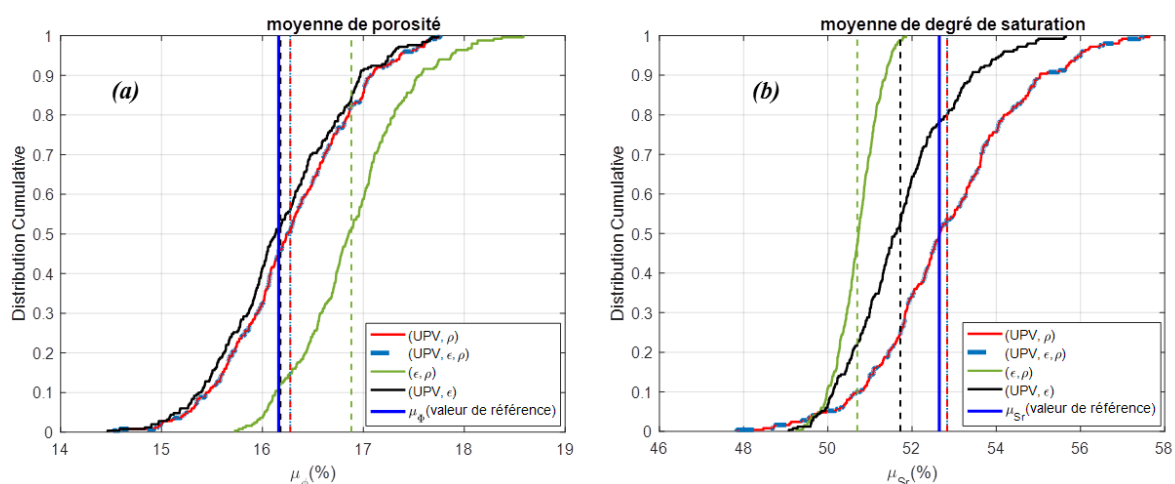 moyenne de porosité
(a)
Distribution Cumulative
1
0.9
0.8
0.7
0.6
0.5
0.4
0.3
0.2
0.1
0
14
15
16
17
18
19
(UPV, ρ)
(UPV, ϵ, ρ)
(ϵ, ρ)
(UPV, ϵ)
μΦ(valeur de référence)
μϕ(%)
moyenne de degré de saturation
(b)
Distribution Cumulative
1
0.9
0.8
0.7
0.6
0.5
0.4
0.3
0.2
0.1
0
46
48
50
52
54
56
58
(UPV, ρ)
(UPV, ϵ, ρ)
(ϵ, ρ)
(UPV, ϵ)
μSr(valeur de référence)
μSr(%)